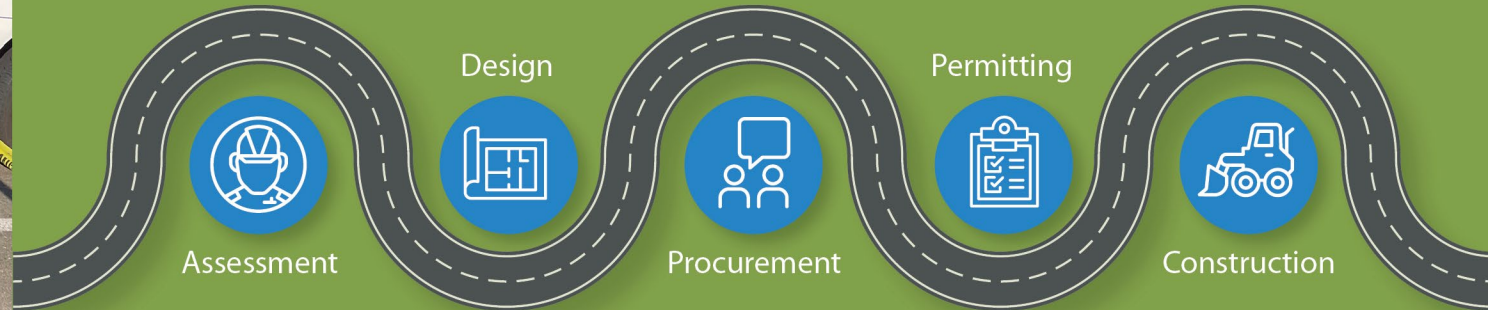 Assessment
Design
Procurement
Permitting
Construction